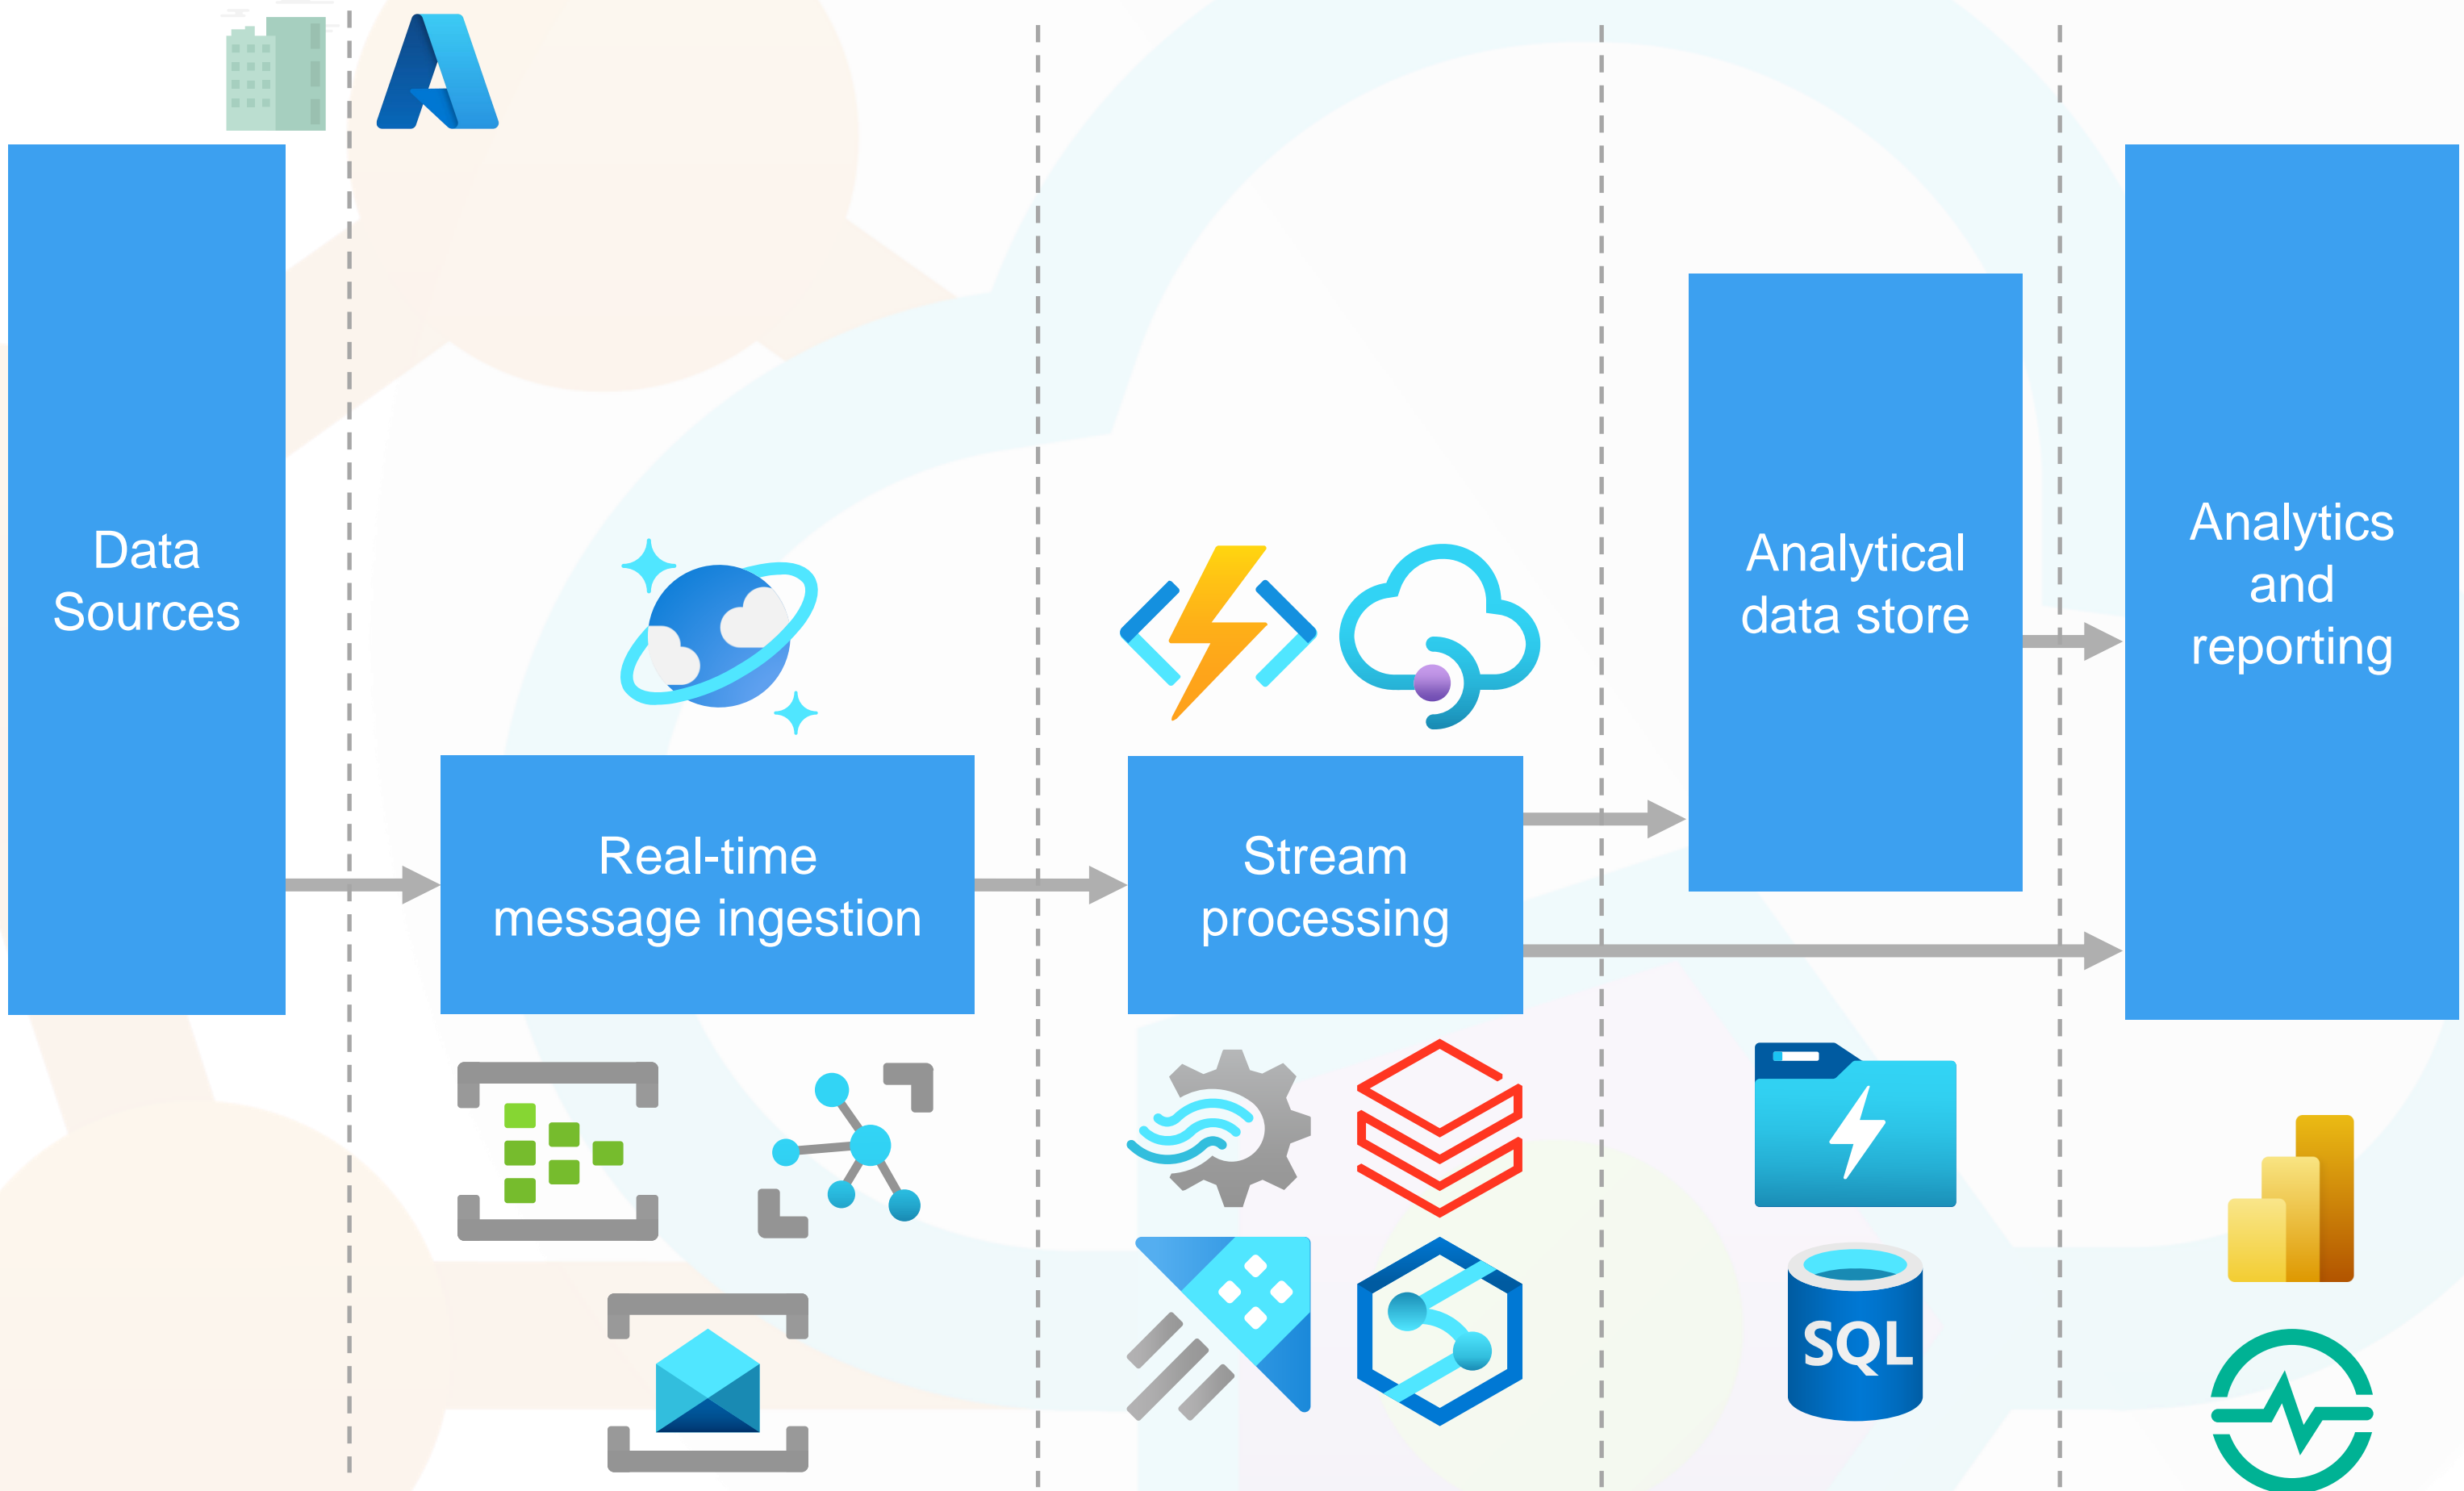 Data
Sources
Real-time
message ingestion
Stream
processing
Analytical
data store
Analytics
and
reporting
SQL